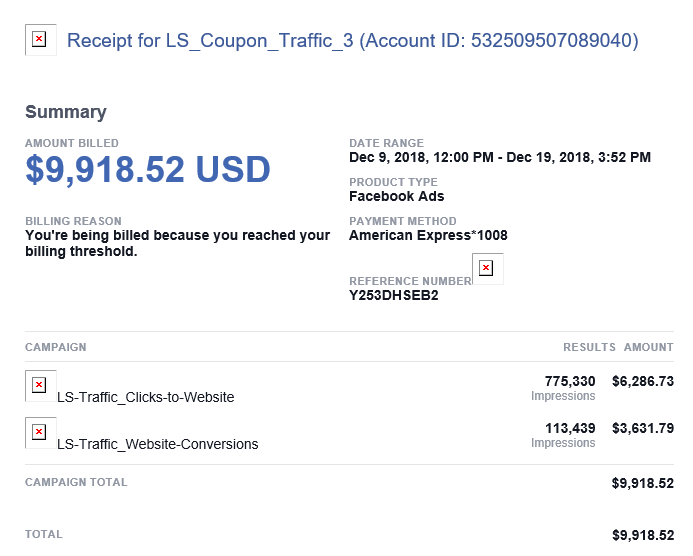 Receipt for LS_Coupon_Traffic_3 (Account ID: 532509507089040)
Summary
AMOUNT BILLED
$9,918.52 USD
BILLING REASON
You're being billed because you reached your
billing threshold.
DATE RANGE
Dec 9, 2018, 12:00 PM - Dec 19, 2018, 3:52 PM
PRODUCT TYPE
Facebook Ads
PAYMENT METHOD
American Express*1008
REFERENCE NUMBER
Y253DHSEB2
CAMPAIGN RESULTS AMOUNT
LS-Traffic_Clicks-to-Website 775,330 $6,286.73
Impressions
LS-Traffic_Website-Conversions 113,439 $3,631.79
Impressions
CAMPAIGN TOTAL $9,918.52
TOTAL $9,918.52